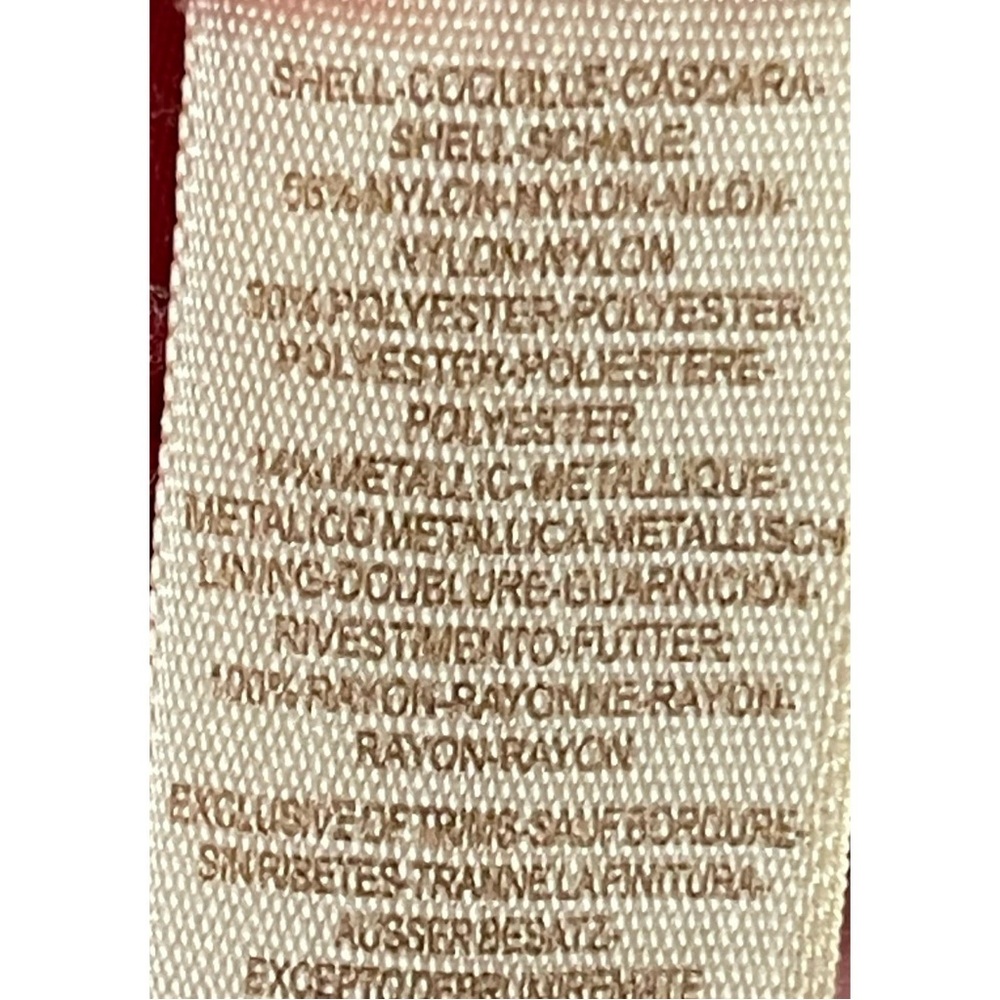 SHELL-COQUILLE-CASCARA-
SHELL-SCHALE
56%NYLON-NYLON-NILON-
NYLON-NYLON
30% POLYESTER-POLYESTER-
POLYESTER-POLIESTERE-
POLYESTER
14% METALLIC-METALLIQUE
METALICO METALLICA-METALLISCH
LINING-DOUBLURE-GUARNICIÓN-
RIVESTIMENTO-FUTTER
100% RAYON-RAYONNE-RAYON-
RAYON-RAYON
EXCLUSIVE OF TRIMS-SAUF BORDURE-
SIN RIBETES-TRANNE LA FINITURA-
AUSSER BESATZ-